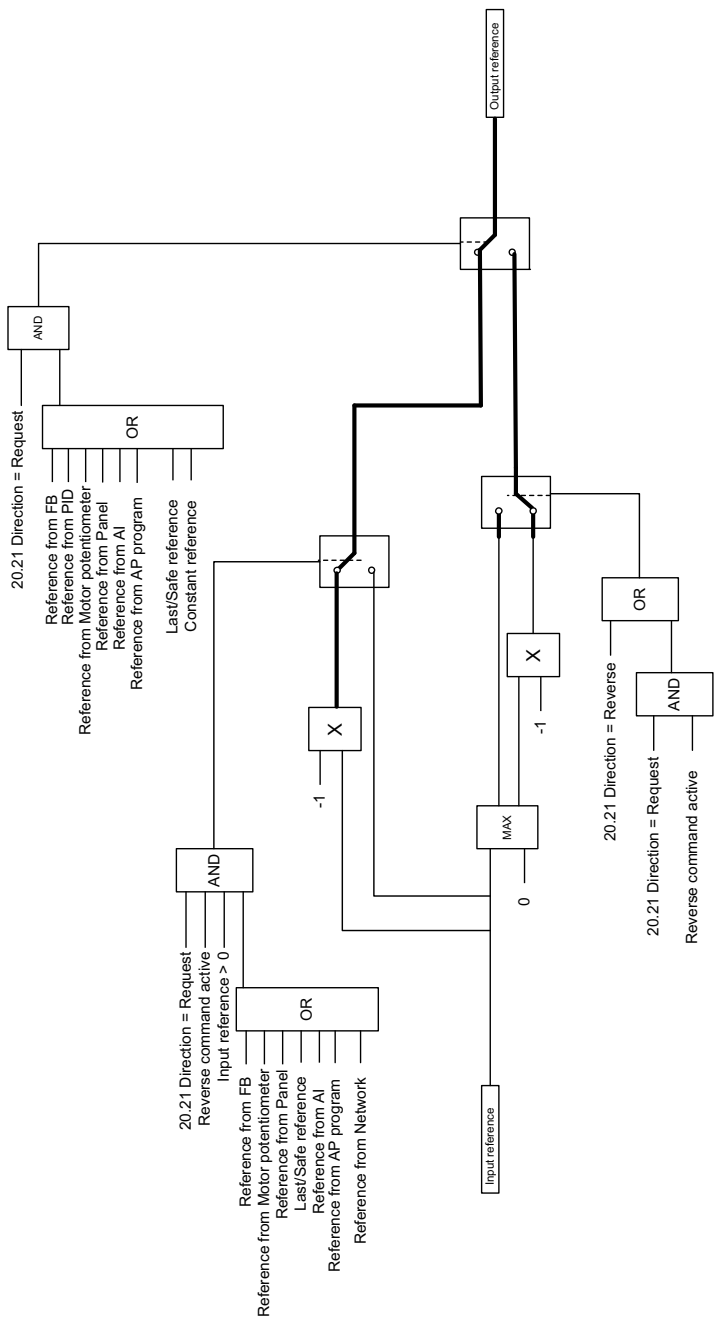 20.21 Direction = Request
AND
Reference from FB
Reference from PID
Reference from Motor potentiometer
Reference from Panel
Reference from AI
Reference from AP program
Last/Safe reference
Constant reference
OR
20.21 Direction = Request
Reverse command active
Input reference > 0
AND
Reference from FB
Reference from Motor potentiometer
Reference from Panel
Last/Safe reference
Reference from AI
Reference from AP program
Reference from Network
OR
-1
X
Input reference
0
MAX
-1
X
20.21 Direction = Reverse
OR
20.21 Direction = Request
Reverse command active
AND
Output reference